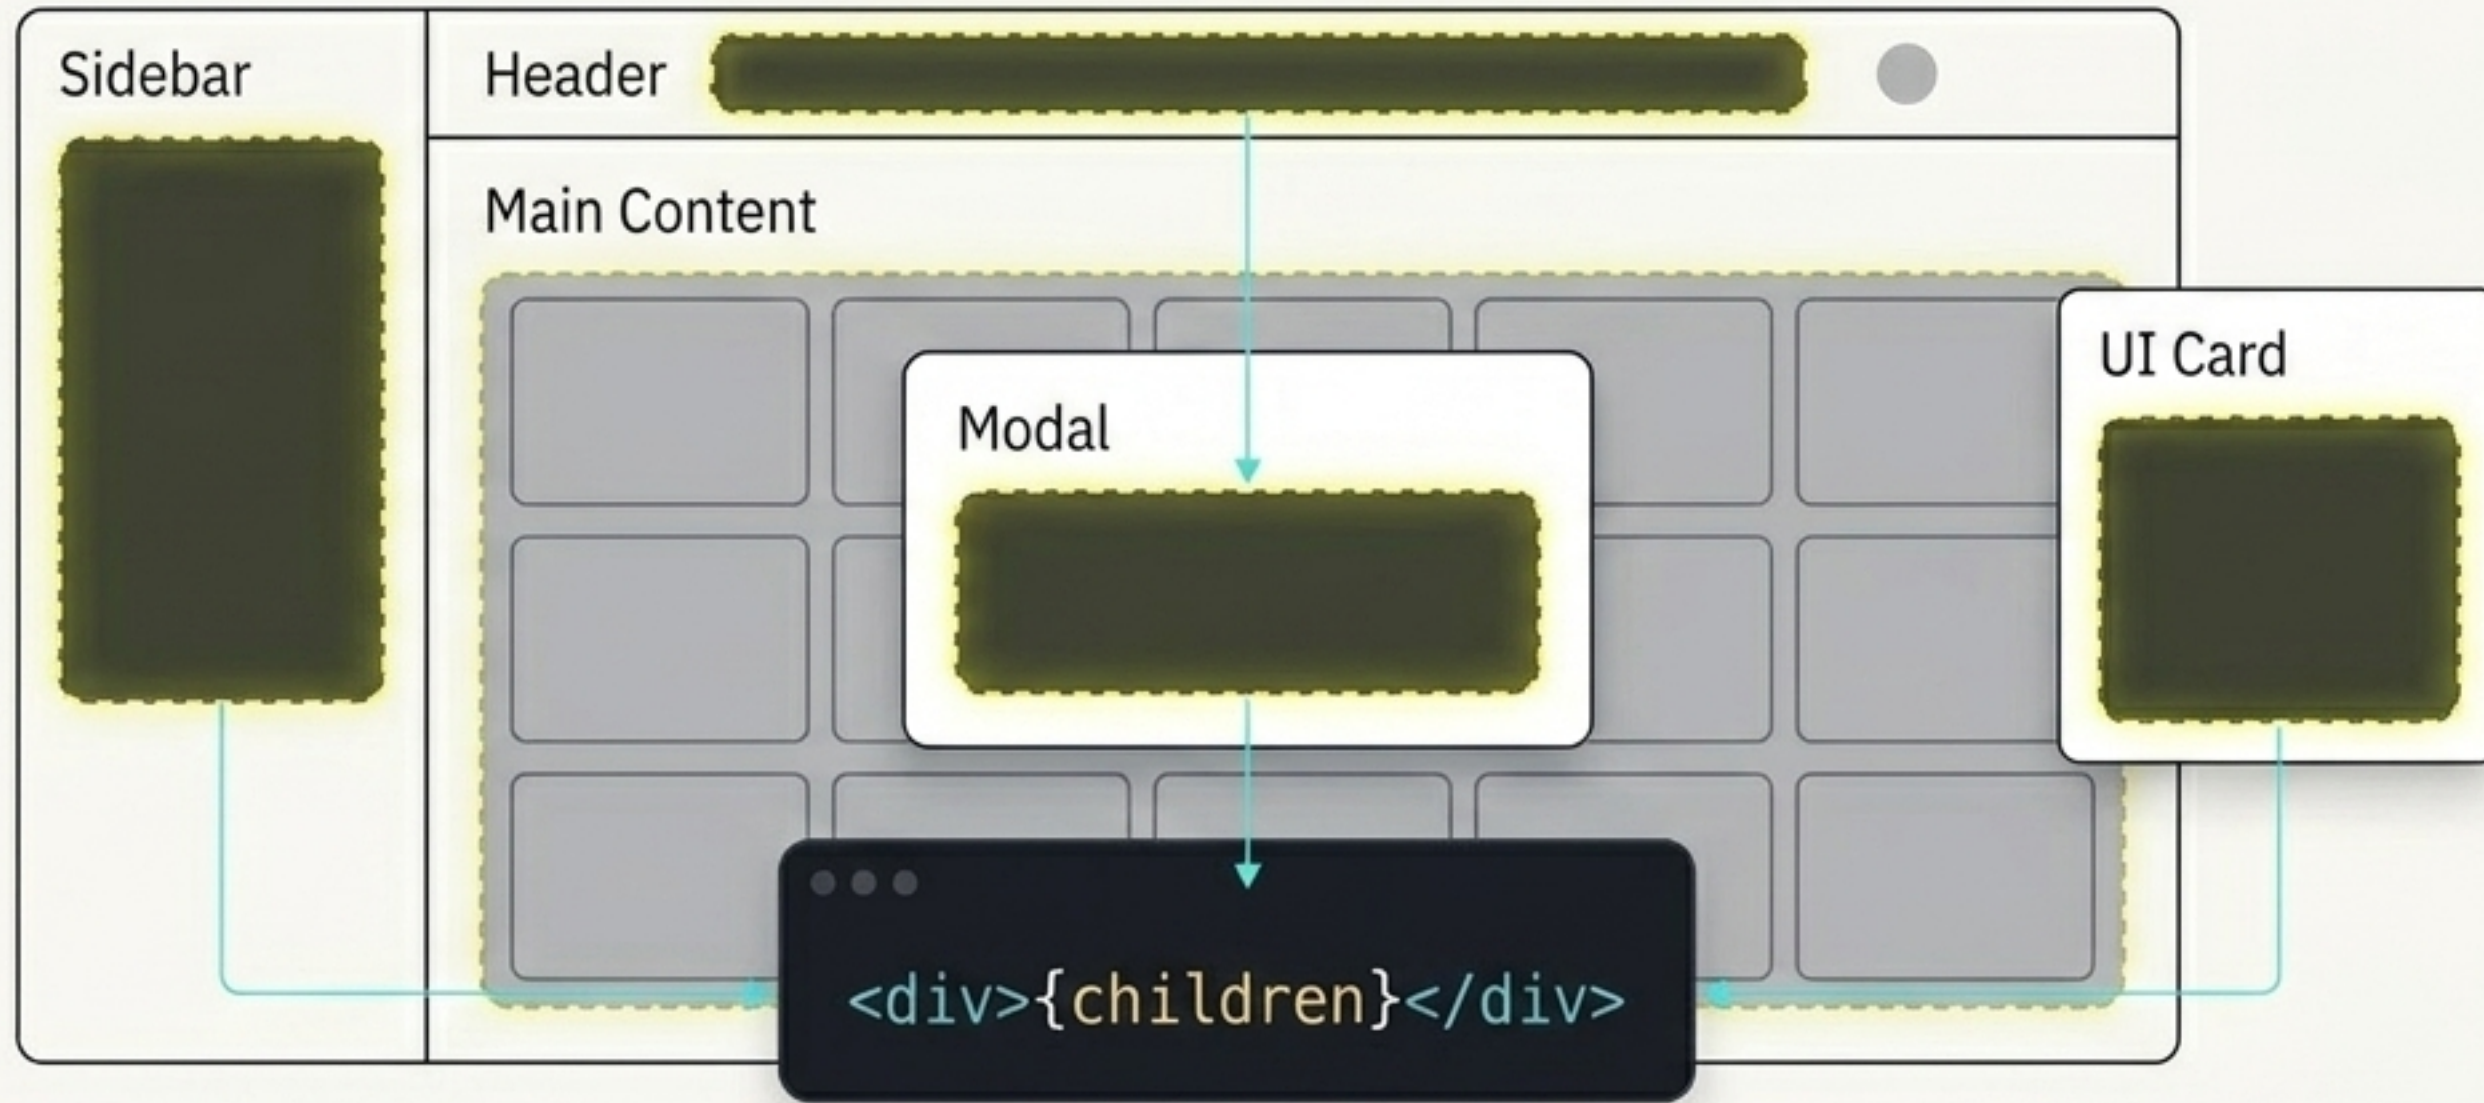 Sidebar
Header
Main Content
UI Card
Modal
<div>{children}</div>